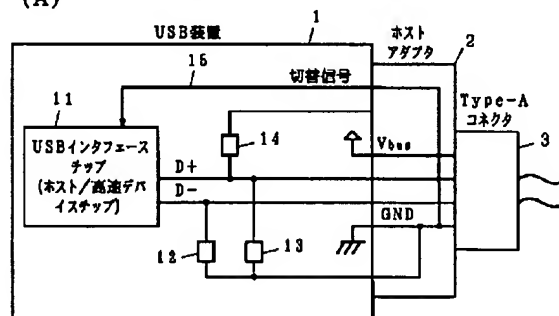 (A)
1
USB装置
ホスト
アダプタ
2
15
切替信号
Type-A
コネクタ
3
11
USBインタフェース
チップ
(ホスト/高速デバ
イスチップ)
14
Vbus
D+
D-
GND
12
13